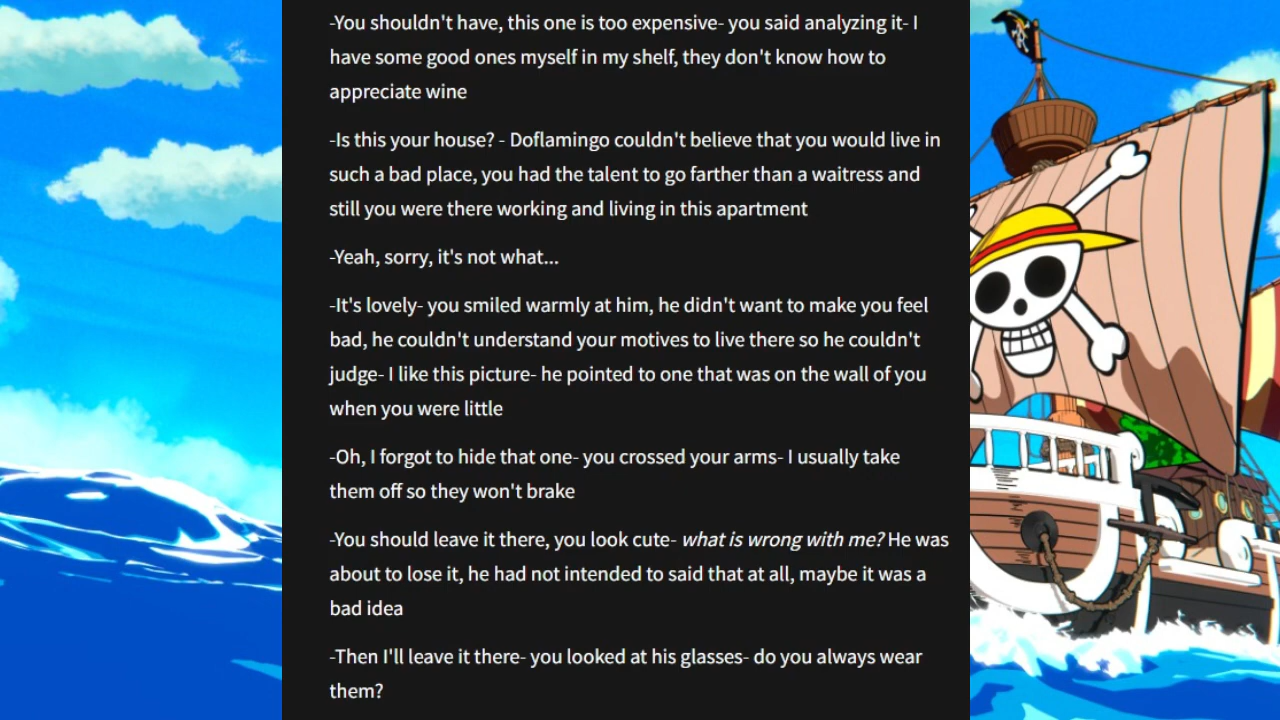 -You shouldn't have, this one is too expensive- you said analyzing it- I
have some good ones myself in my shelf, they don't know how to
appreciate wine
-Is this your house? - Doflamingo couldn't believe that you would live in
such a bad place, you had the talent to go farther than a waitress and
still you were there working and living in this apartment
-Yeah, sorry, it's not what...
-It's lovely- you smiled warmly at him, he didn't want to make you feel
bad, he couldn't understand your motives to live there so he couldn't
judge- I like this picture- he pointed to one that was on the wall of you
when you were little
-Oh, I forgot to hide that one- you crossed your arms- I usually take
them off so they won't brake
-You should leave it there, you look cute- what is wrong with me? He was
about to lose it, he had not intended to said that at all, maybe it was a
bad idea
-Then I'll leave it there- you looked at his glasses- do you always wear
them?